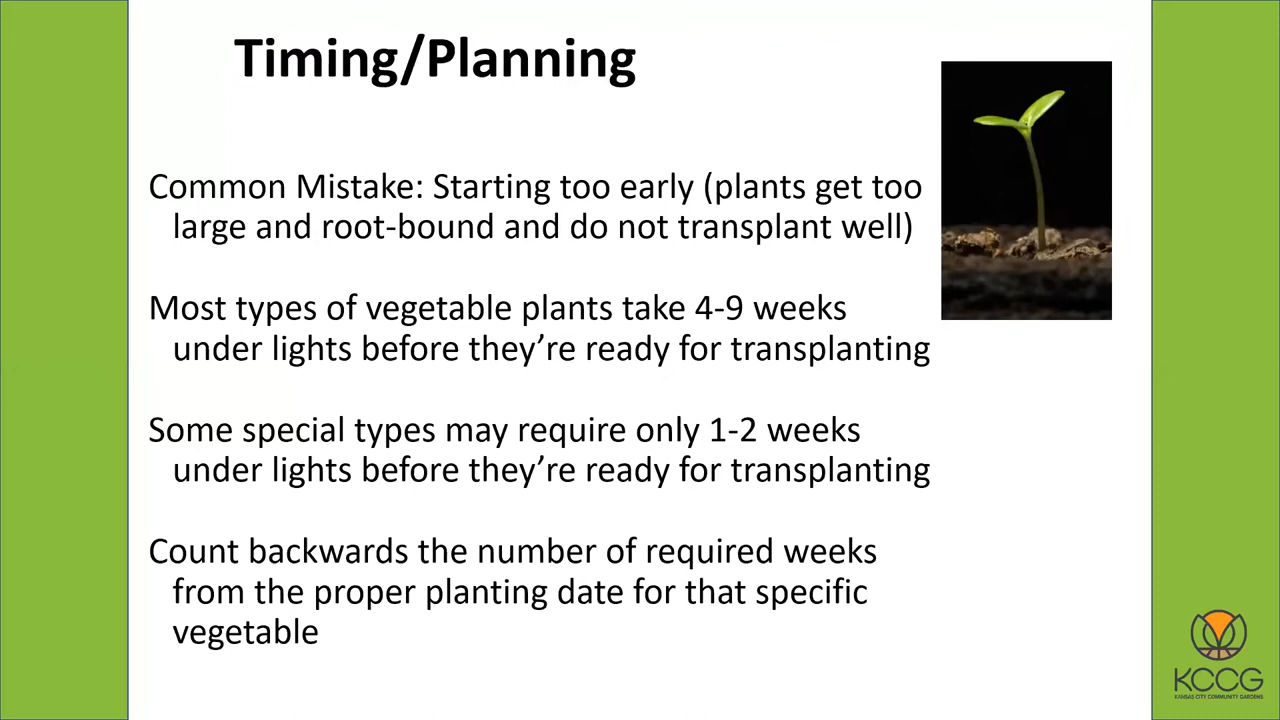 Timing/Planning
Common Mistake: Starting too early (plants get too
large and root-bound and do not transplant well)
Most types of vegetable plants take 4-9 weeks
under lights before they’re ready for transplanting
Some special types may require only 1-2 weeks
under lights before they’re ready for transplanting
Count backwards the number of required weeks
from the proper planting date for that specific
vegetable
KCCG
KANSAS CITY COMMUNITY GARDENS